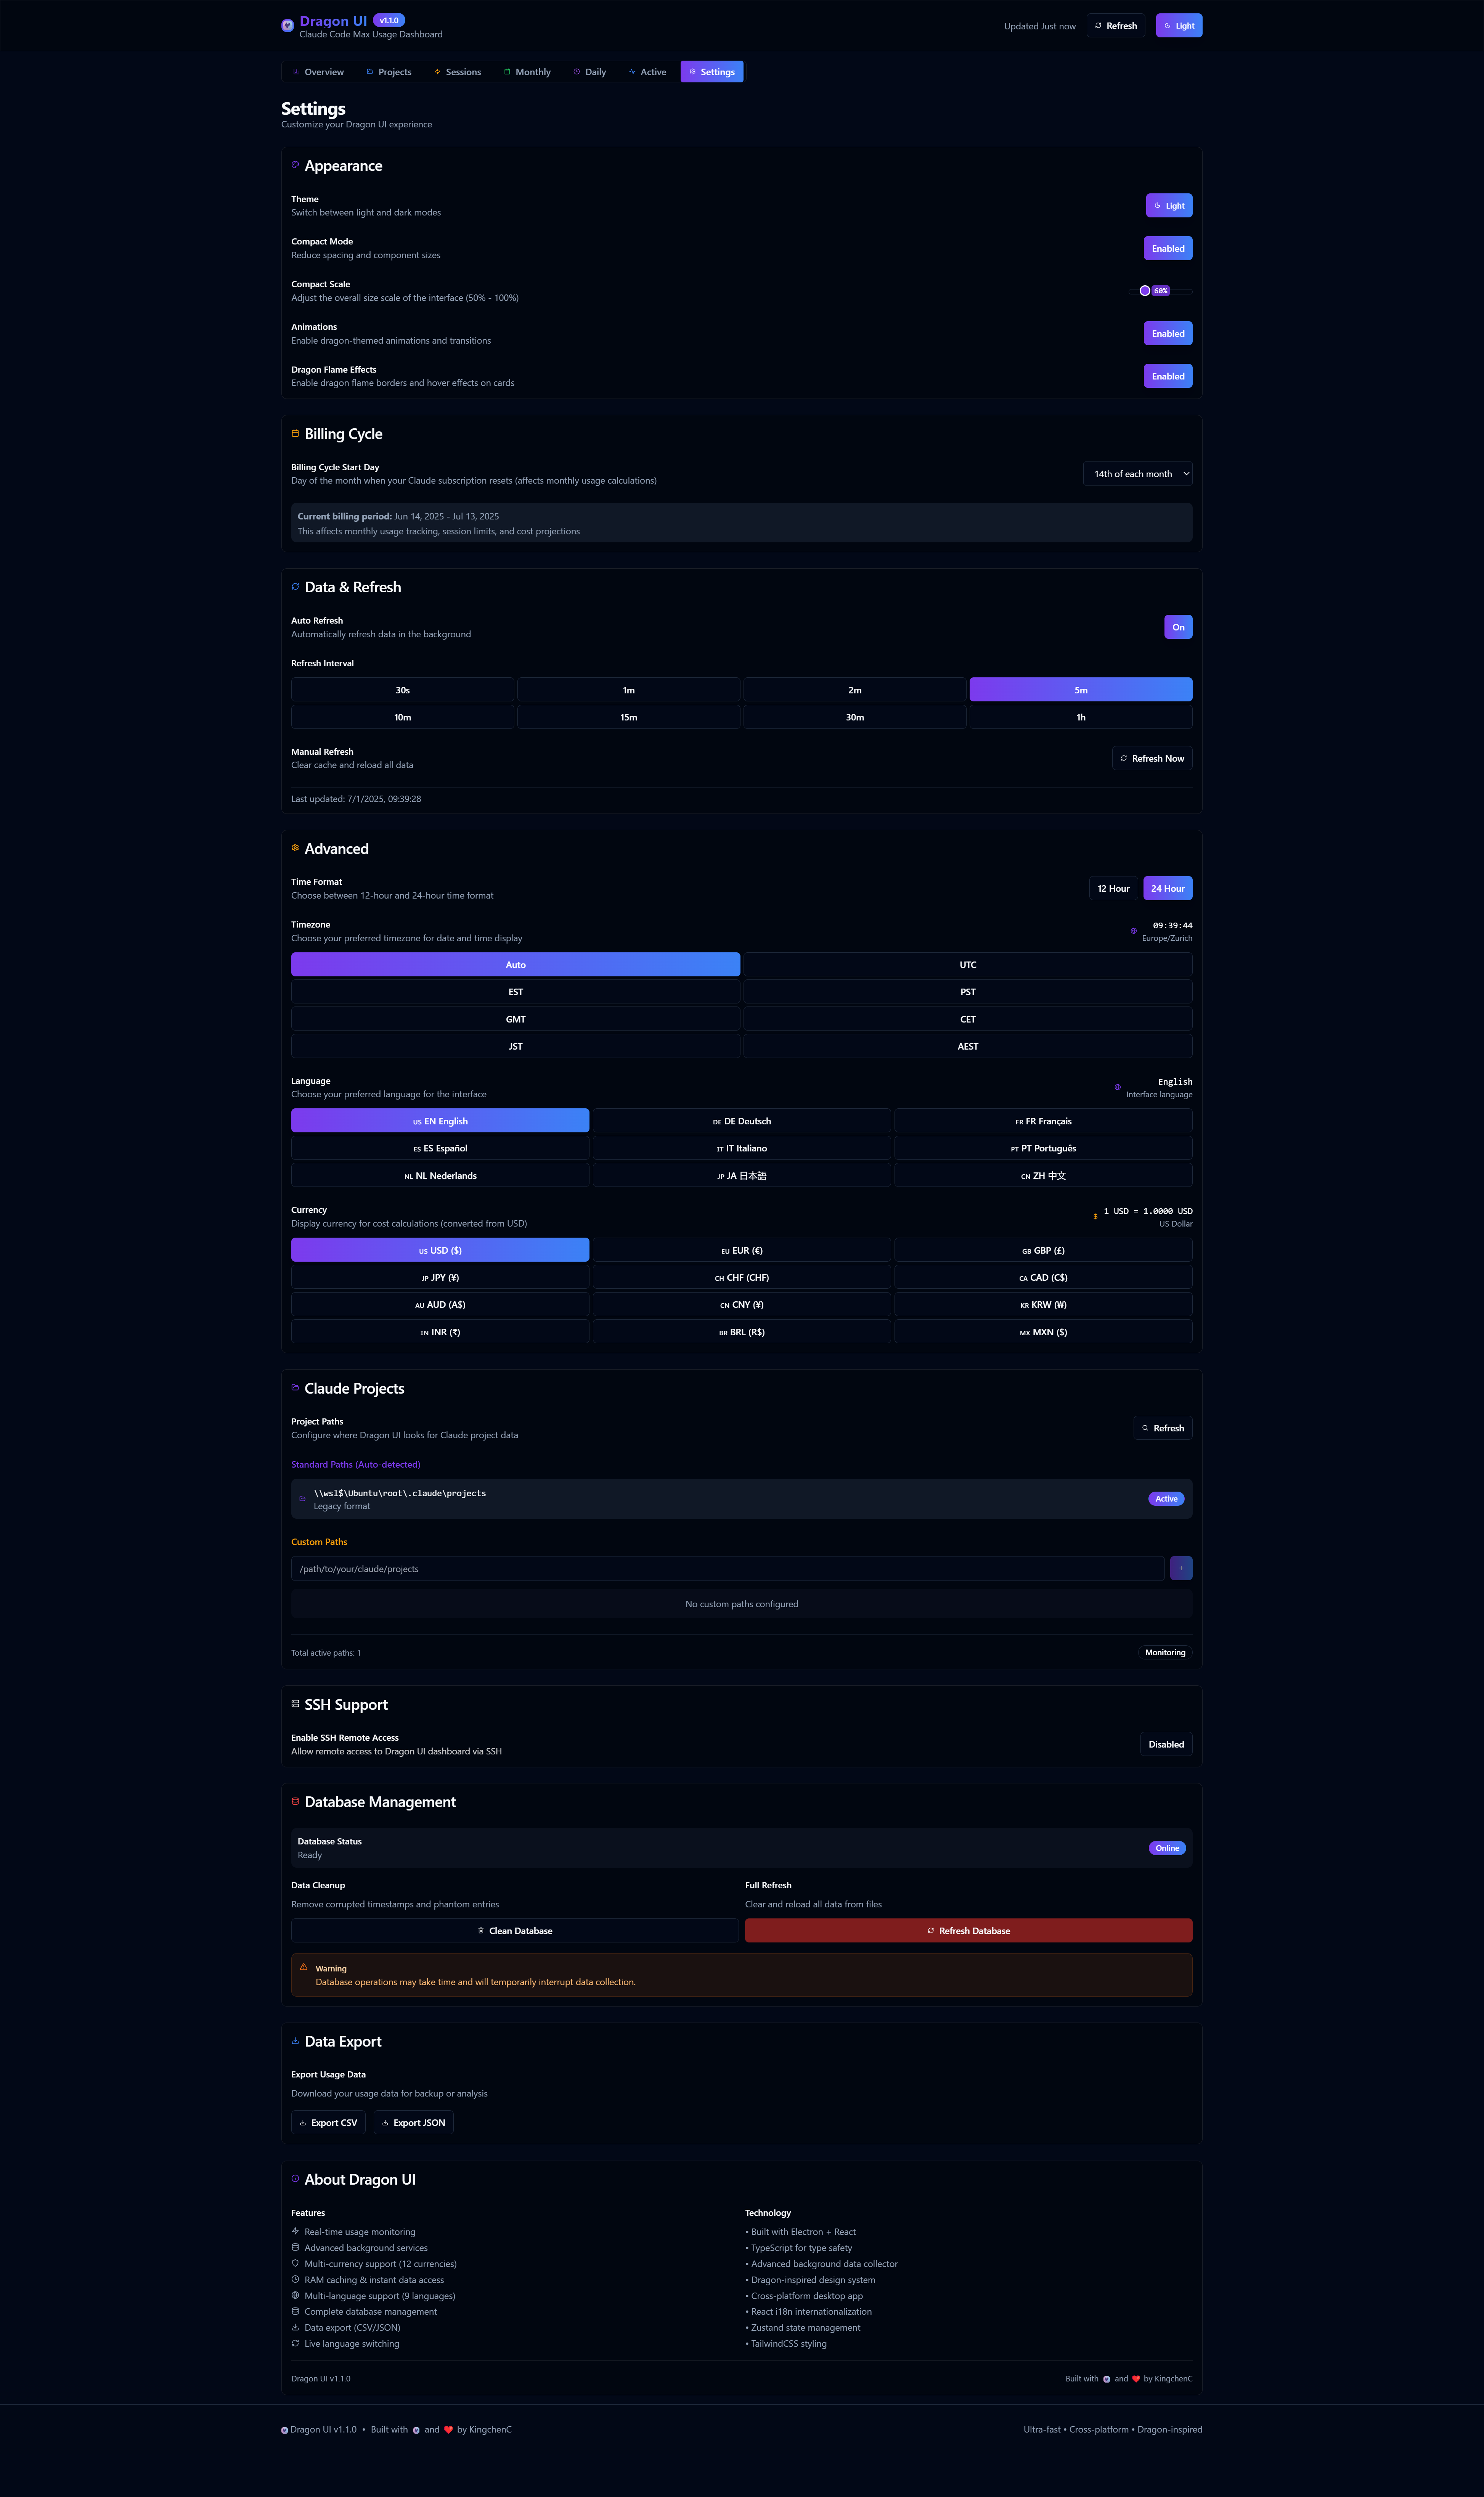 Dragon UI v1.1.0
Claude Code Max Usage Dashboard
Updated Just now
Refresh
Light
Overview
Projects
Sessions
Monthly
Daily
Active
Settings
Settings
Customize your Dragon UI experience
Appearance
Theme
Switch between light and dark modes
Light
Compact Mode
Reduce spacing and component sizes
Enabled
Compact Scale
Adjust the overall size scale of the interface (50% - 100%)
60%
Animations
Enable dragon-themed animations and transitions
Enabled
Dragon Flame Effects
Enable dragon flame borders and hover effects on cards
Enabled
Billing Cycle
Billing Cycle Start Day
Day of the month when your Claude subscription resets (affects monthly usage calculations)
14th of each month
Current billing period: Jun 14, 2025 - Jul 13, 2025
This affects monthly usage tracking, session limits, and cost projections
Data & Refresh
Auto Refresh
Automatically refresh data in the background
On
Refresh Interval
30s
1m
2m
5m
10m
15m
30m
1h
Manual Refresh
Clear cache and reload all data
Refresh Now
Last updated: 7/1/2025, 09:39:28
Advanced
Time Format
Choose between 12-hour and 24-hour time format
12 Hour
24 Hour
Timezone
Choose your preferred timezone for date and time display
09:39:44
Europe/Zurich
Auto
UTC
EST
PST
GMT
CET
JST
AEST
Language
Choose your preferred language for the interface
English
Interface language
US EN English
DE DE Deutsch
FR FR Français
ES ES Español
IT IT Italiano
PT PT Português
NL NL Nederlands
JP JA 日本語
CN ZH 中文
Currency
Display currency for cost calculations (converted from USD)
$
1 USD = 1.0000 USD
US Dollar
US USD ($)
EU EUR (€)
GB GBP (£)
JP JPY (¥)
CH CHF (CHF)
CA CAD (C$)
AU AUD (A$)
CN CNY (¥)
KR KRW (₩)
IN INR (₹)
BR BRL (R$)
MX MXN ($)
Claude Projects
Project Paths
Configure where Dragon UI looks for Claude project data
Refresh
Standard Paths (Auto-detected)
\\wsl$\Ubuntu\root\.claude\projects
Legacy format
Active
Custom Paths
/path/to/your/claude/projects
+
No custom paths configured
Total active paths: 1
Monitoring
SSH Support
Enable SSH Remote Access
Allow remote access to Dragon UI dashboard via SSH
Disabled
Database Management
Database Status
Ready
Online
Data Cleanup
Remove corrupted timestamps and phantom entries
Clean Database
Full Refresh
Clear and reload all data from files
Refresh Database
Warning
Database operations may take time and will temporarily interrupt data collection.
Data Export
Export Usage Data
Download your usage data for backup or analysis
Export CSV
Export JSON
About Dragon UI
Features
Real-time usage monitoring
Advanced background services
Multi-currency support (12 currencies)
RAM caching & instant data access
Multi-language support (9 languages)
Complete database management
Data export (CSV/JSON)
Live language switching
Technology
• Built with Electron + React
• TypeScript for type safety
• Advanced background data collector
• Dragon-inspired design system
• Cross-platform desktop app
• React i18n internationalization
• Zustand state management
• TailwindCSS styling
Dragon UI v1.1.0
Built with and ❤️ by KingchenC
Dragon UI v1.1.0 • Built with and ❤️ by KingchenC
Ultra-fast • Cross-platform • Dragon-inspired